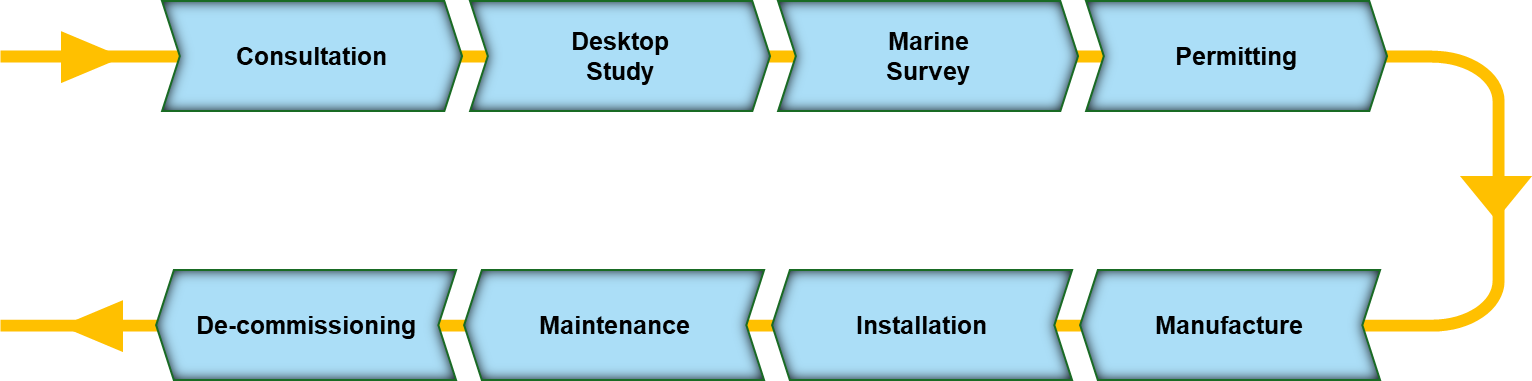 Consultation
Desktop
Study
Marine
Survey
Permitting
Manufacture
Installation
Maintenance
De-commissioning